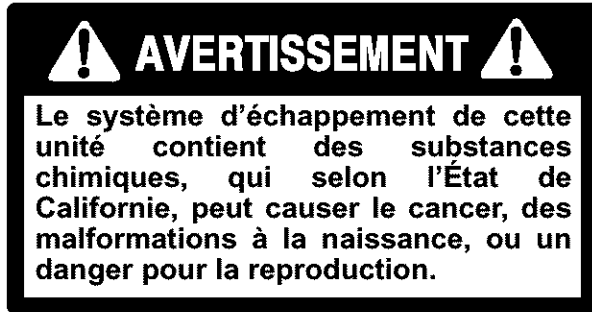 AVERTISSEMENT
Le système d'échappement de cette
unité contient des substances
chimiques, qui selon l'État de
Californie, peut causer le cancer, des
malformations à la naissance, ou un
danger pour la reproduction.